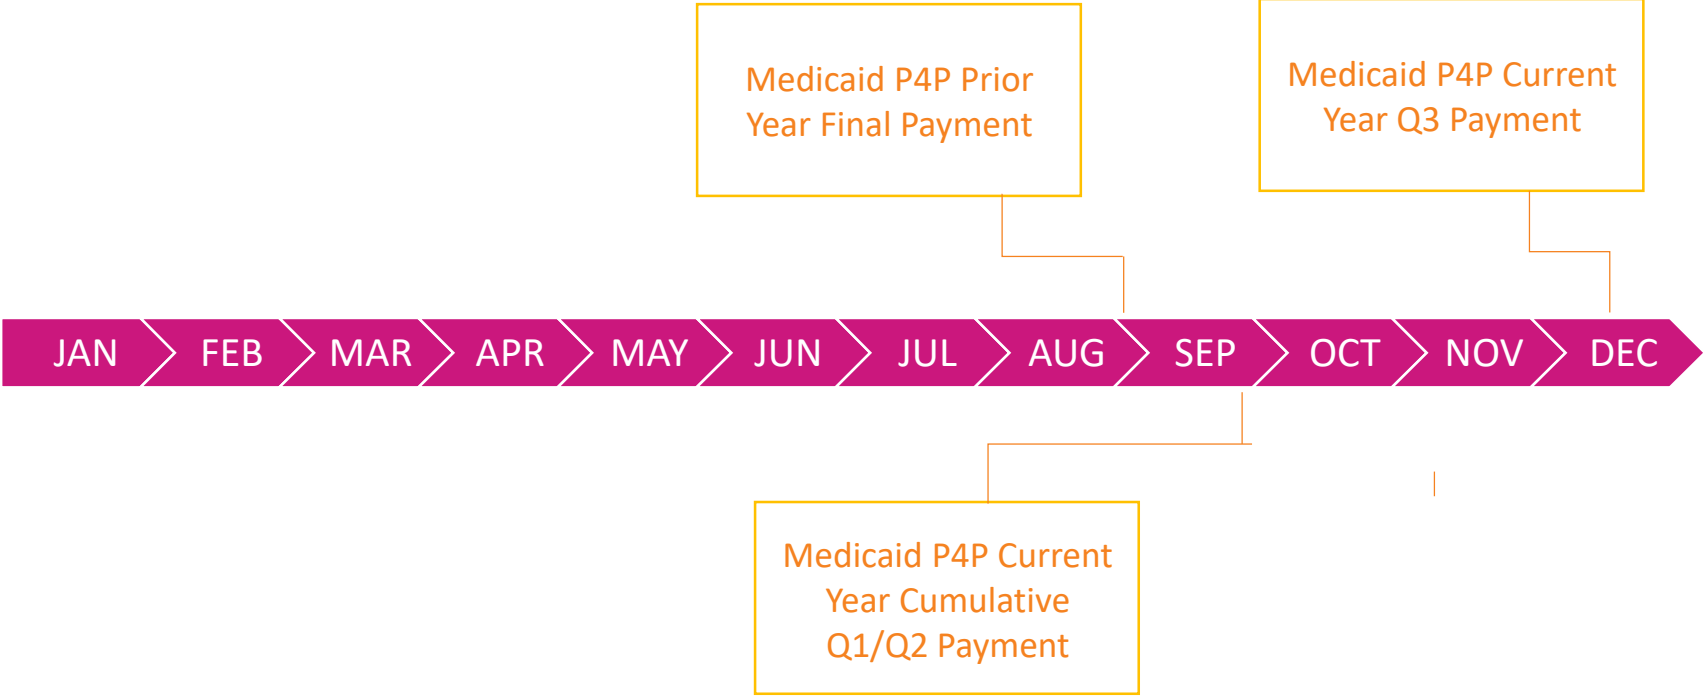 Medicaid P4P Prior
Year Final Payment
Medicaid P4P Current
Year Q3 Payment
JAN FEB MAR APR MAY JUN JUL AUG SEP OCT NOV DEC
Medicaid P4P Current
Year Cumulative
Q1/Q2 Payment